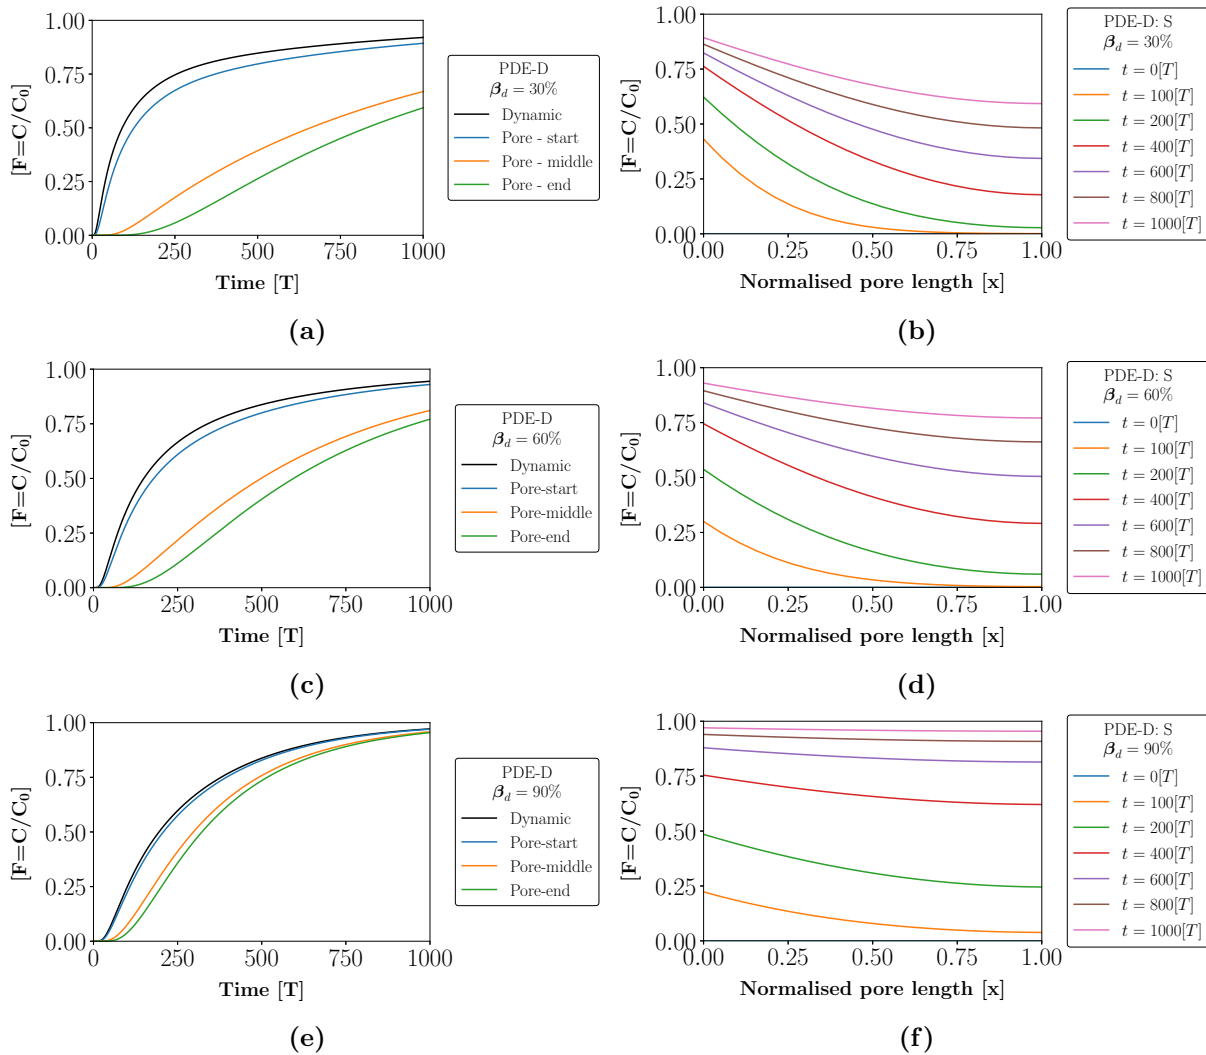 1.00
0.75
0.50
0.25
0.00
0
250
500
750
1000
[F=C/C0]
Time [T]
PDE-D
βd = 30%
Dynamic
Pore - start
Pore - middle
Pore - end
(a)
1.00
0.75
0.50
0.25
0.00
0.00
0.25
0.50
0.75
1.00
[F=C/C0]
Normalised pore length [x]
PDE-D: S
βd = 30%
t = 0[T]
t = 100[T]
t = 200[T]
t = 400[T]
t = 600[T]
t = 800[T]
t = 1000[T]
(b)
1.00
0.75
0.50
0.25
0.00
0
250
500
750
1000
[F=C/C0]
Time [T]
PDE-D
βd = 60%
Dynamic
Pore-start
Pore-middle
Pore-end
(c)
1.00
0.75
0.50
0.25
0.00
0.00
0.25
0.50
0.75
1.00
[F=C/C0]
Normalised pore length [x]
PDE-D: S
βd = 60%
t = 0[T]
t = 100[T]
t = 200[T]
t = 400[T]
t = 600[T]
t = 800[T]
t = 1000[T]
(d)
1.00
0.75
0.50
0.25
0.00
0
250
500
750
1000
[F=C/C0]
Time [T]
PDE-D
βd = 90%
Dynamic
Pore-start
Pore-middle
Pore-end
(e)
1.00
0.75
0.50
0.25
0.00
0.00
0.25
0.50
0.75
1.00
[F=C/C0]
Normalised pore length [x]
PDE-D: S
βd = 90%
t = 0[T]
t = 100[T]
t = 200[T]
t = 400[T]
t = 600[T]
t = 800[T]
t = 1000[T]
(f)